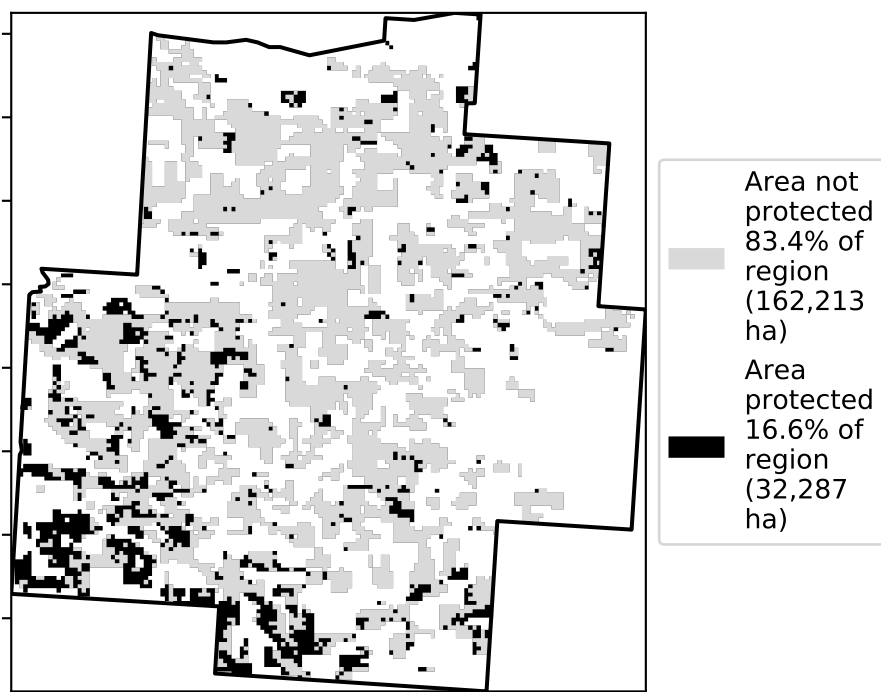 Area not
protected
83.4% of
region
(162,213
ha)
Area
protected
16.6% of
region
(32,287
ha)